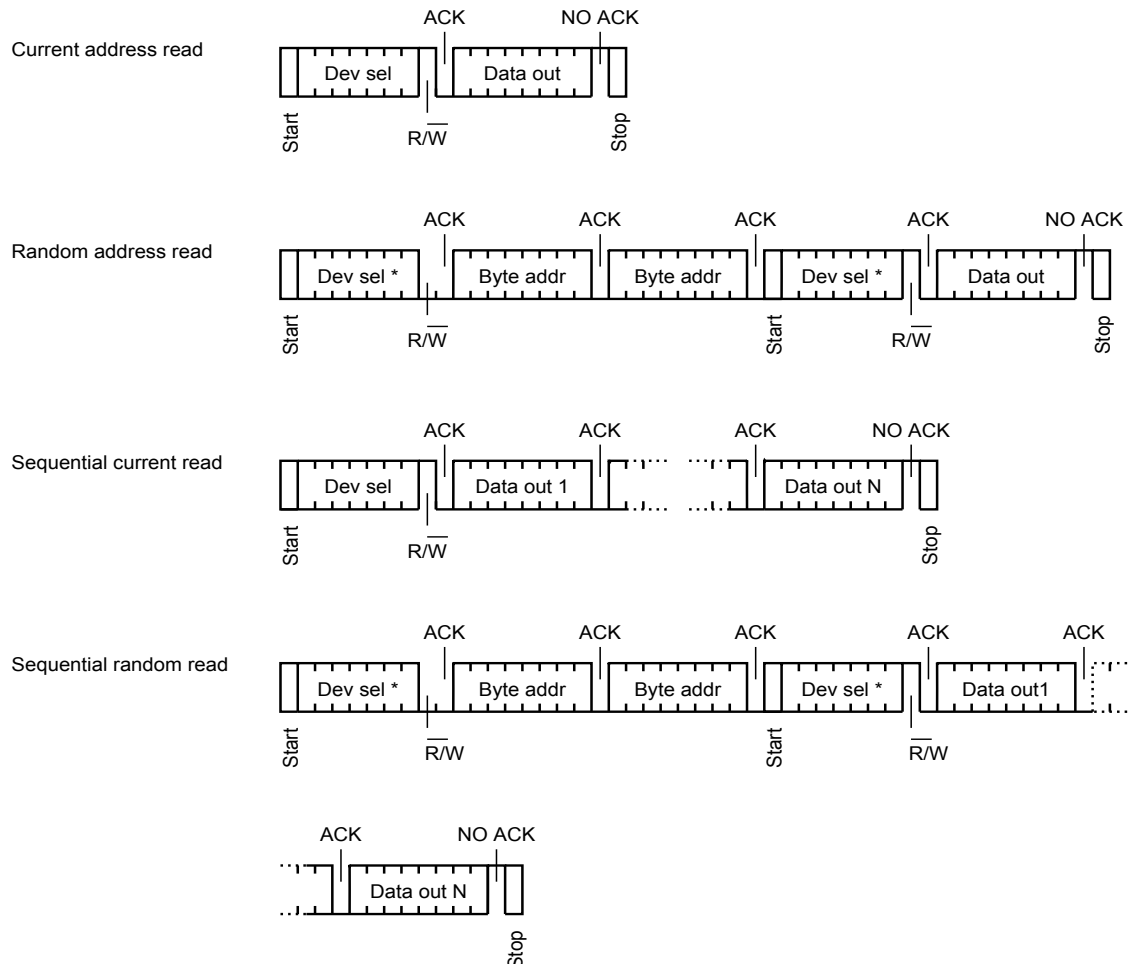 ACK NO ACK
Current address read
Dev sel Data out
Start R/W̅ Stop
ACK ACK ACK ACK NO ACK
Random address read
Dev sel * Byte addr Byte addr Dev sel * Data out
Start R/W̅ Start R/W̅ Stop
ACK ACK ACK NO ACK
Sequential current read
Dev sel Data out 1 Data out N
Start R/W̅ Stop
ACK ACK ACK ACK ACK
Sequential random read
Dev sel * Byte addr Byte addr Dev sel * Data out1
Start R̅/W Start R̅/W
ACK NO ACK
Data out N
Stop